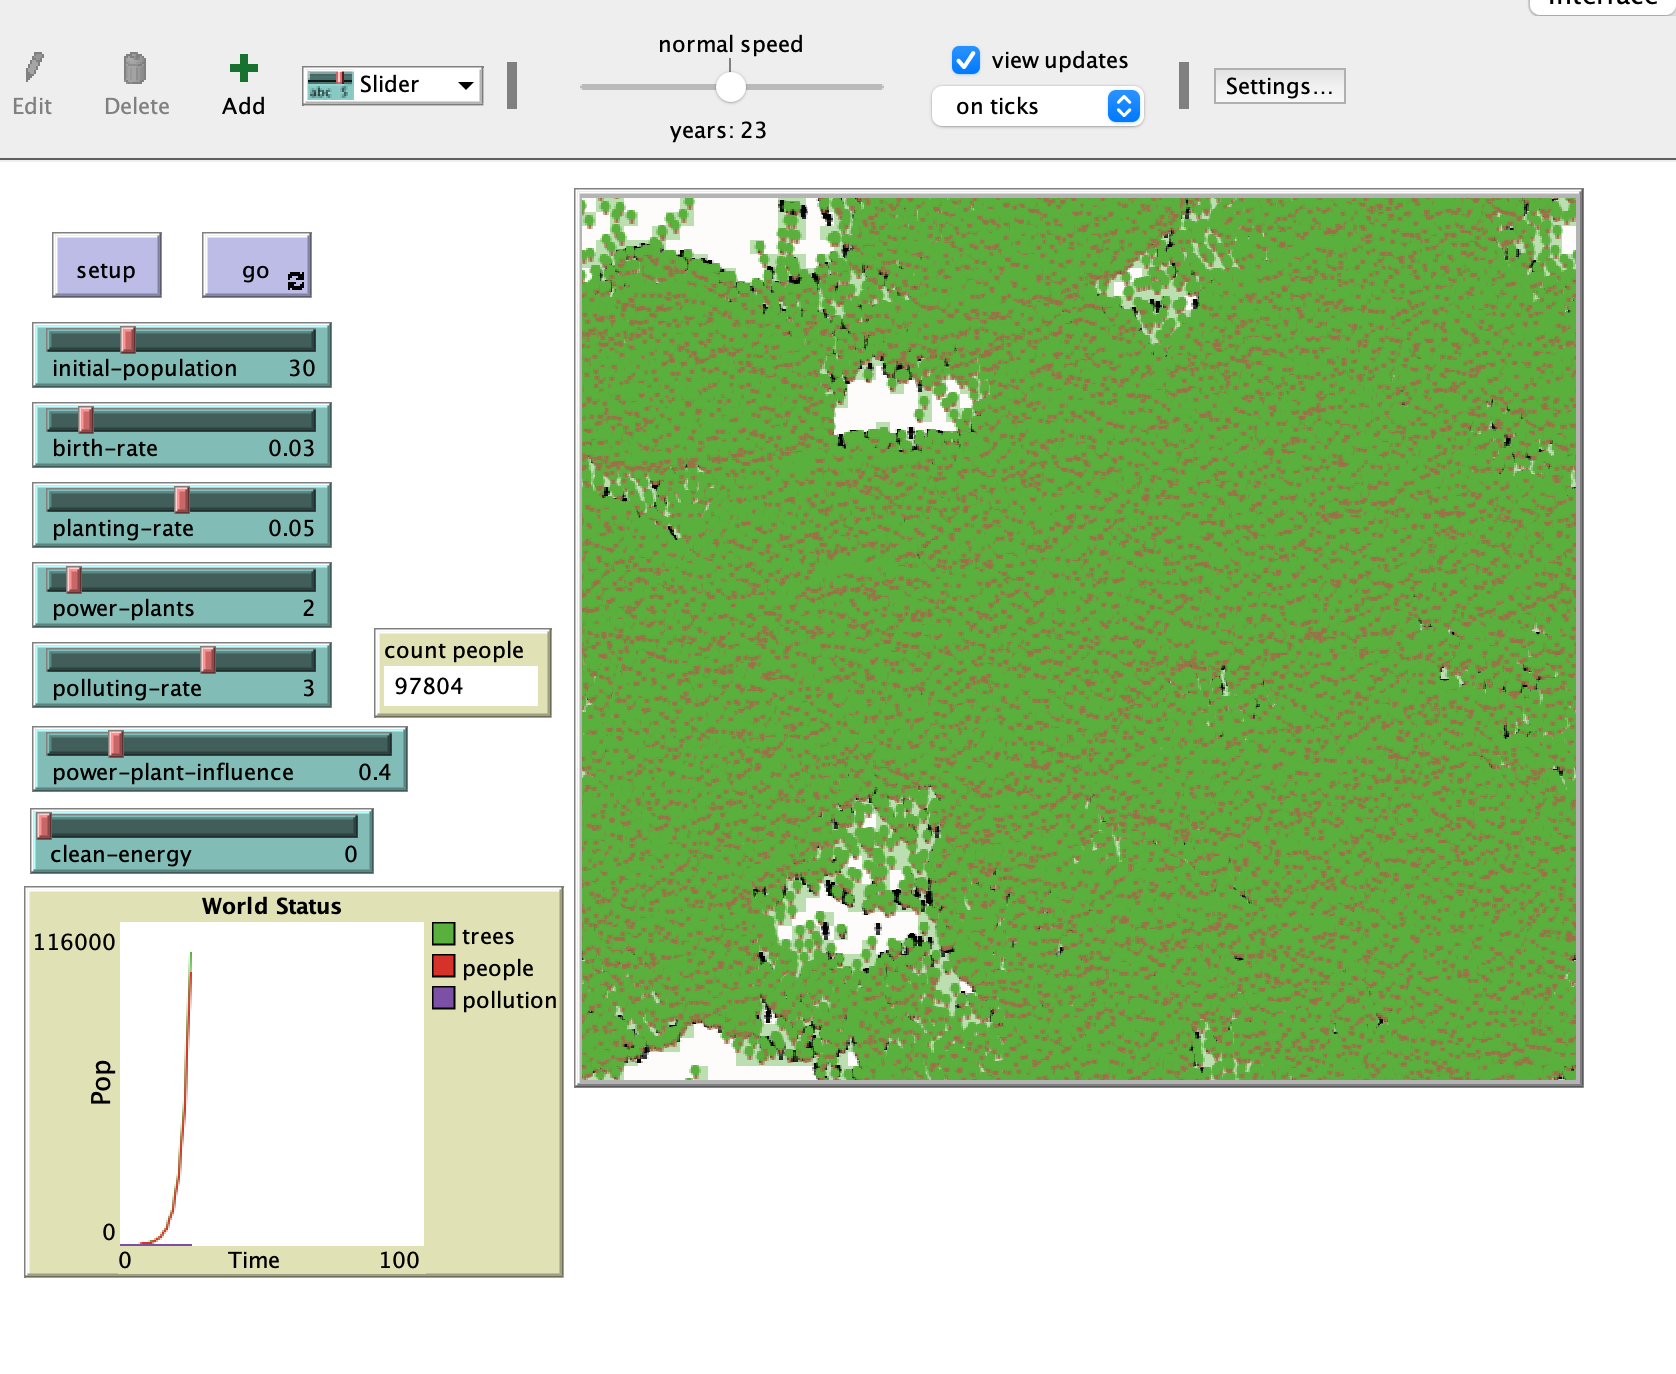 Interface
normal speed
view updates
Edit
Delete
Add
abc 5
Slider
on ticks
Settings...
years: 23
setup
go
initial-population 30
birth-rate 0.03
planting-rate 0.05
power-plants 2
polluting-rate 3
count people
97804
power-plant-influence 0.4
clean-energy 0
World Status
116000
trees
people
pollution
Pop
0
0 Time 100